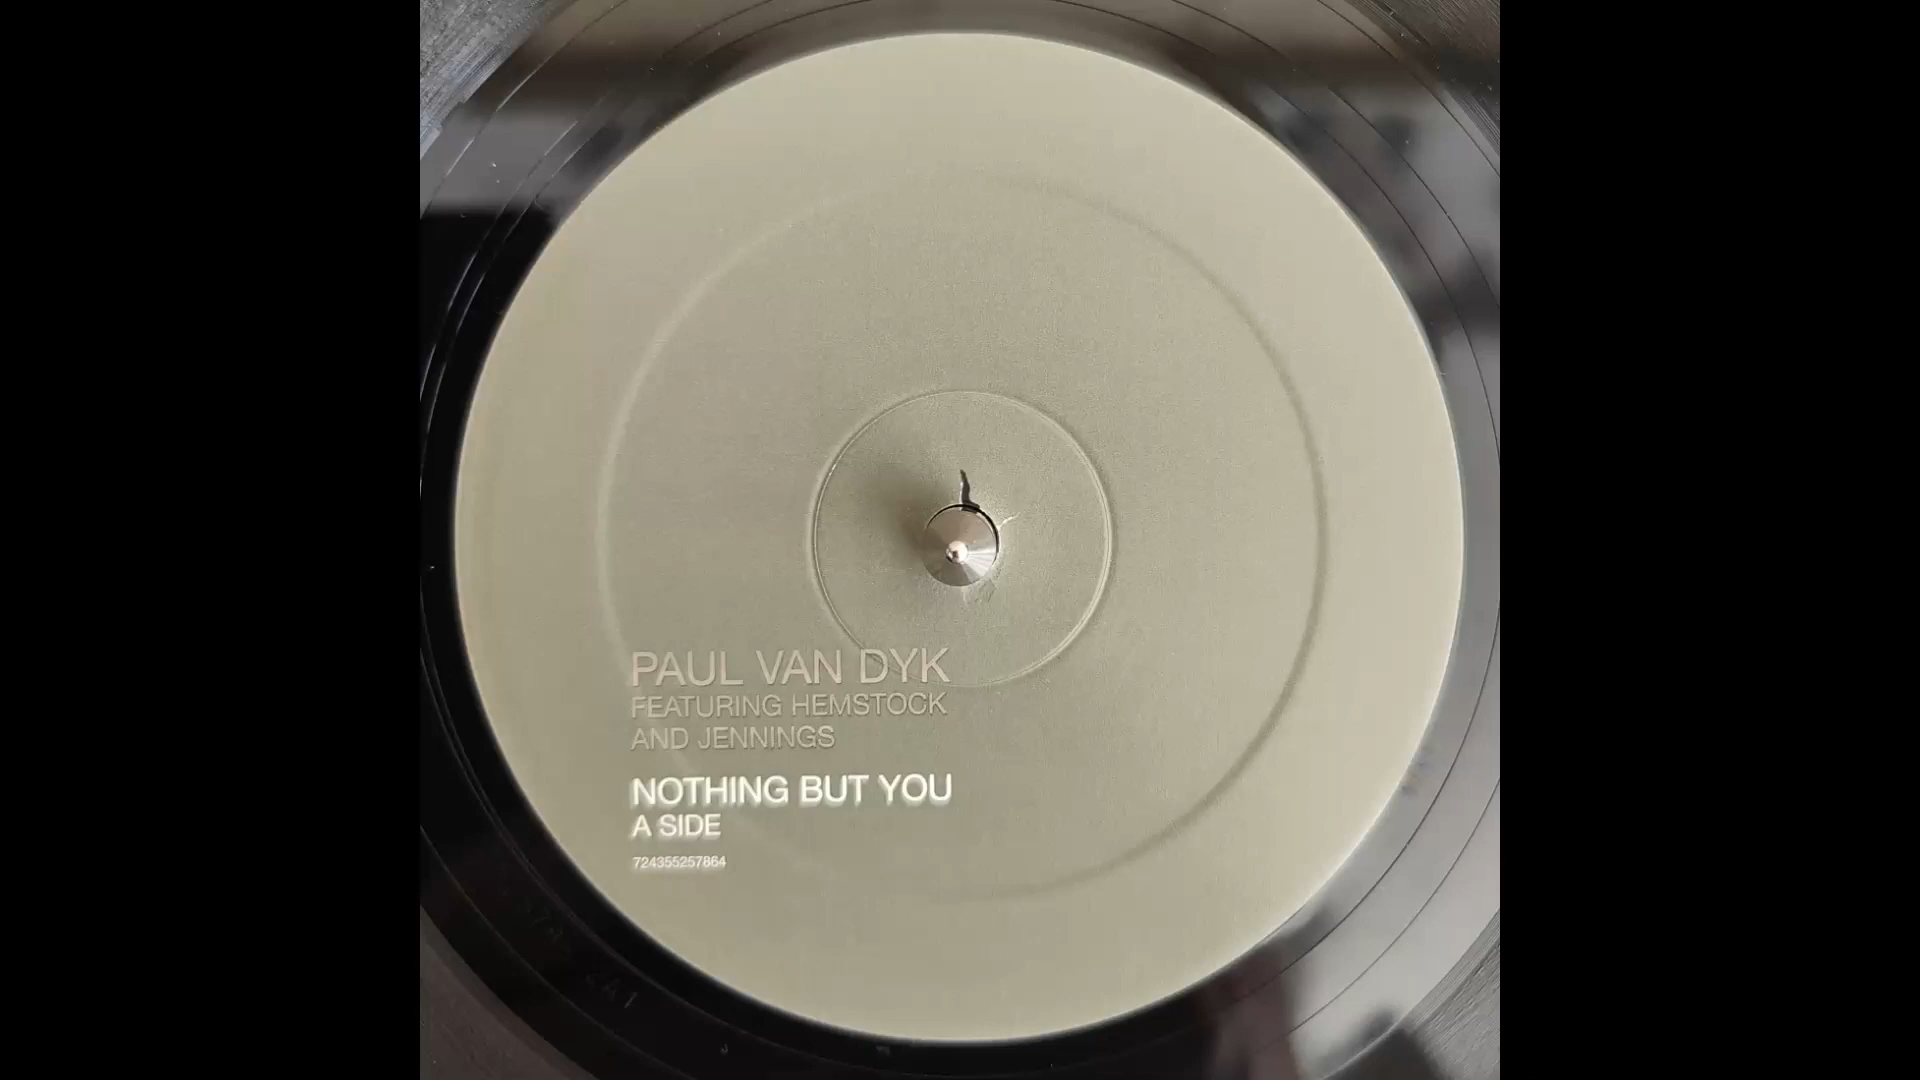 PAUL VAN DYK
FEATURING HEMSTOCK
AND JENNINGS
NOTHING BUT YOU
A SIDE
724355257864